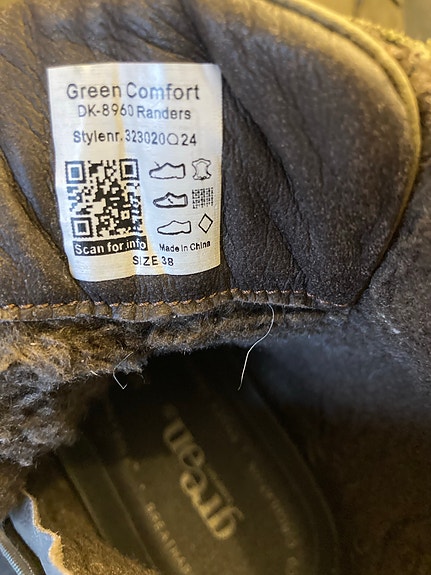 Green Comfort
DK-8960 Randers
Stylenr. 323020Q24
Scan for info
Made in China
SIZE 38
green